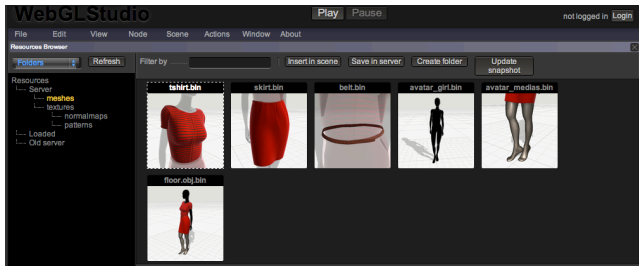 WebGLStudio Play Pause not logged in Login
File Edit View Node Scene Actions Window About
Resources Browser
Folders Refresh Filter by Insert in scene Save in server Create folder Update snapshot
Resources
Server
meshes
textures
normalmaps
patterns
Loaded
Old server
tshirt.bin skirt.bin belt.bin avatar_girl.bin avatar_medias.bin
floor.obj.bin